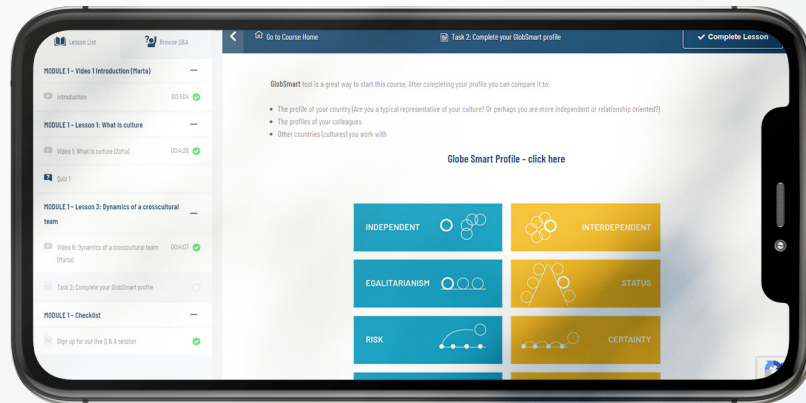 Lesson List
Browse Q&A
Go to Course Home
Task 2: Complete your GlobSmart profile
Complete Lesson
MODULE 1 - Video 1 Introduction (Marta)
Introduction
MODULE 1 - Lesson 1: What is culture
Video 1: What is culture (Zofia)
00:4:26
Quiz 1
MODULE 1 - Lesson 3: Dynamics of a crosscultural
team
Video 6: Dynamics of a crosscultural team
00:4:07
(Marta)
Task 2: Complete your GlobSmart profile
MODULE 1 - Checklist
Sign up for our live Q & A session
GlobSmart tool is a great way to start this course. After completing your profile you can compare it to:
The profile of your country (Are you a typical representative of your culture? Or perhaps you are more independent or relationship oriented?)
The profiles of your colleagues
Other countries (cultures) you work with
Globe Smart Profile - click here
INDEPENDENT
INTERDEPENDENT
EGALITARIANISM
STATUS
RISK
CERTAINTY